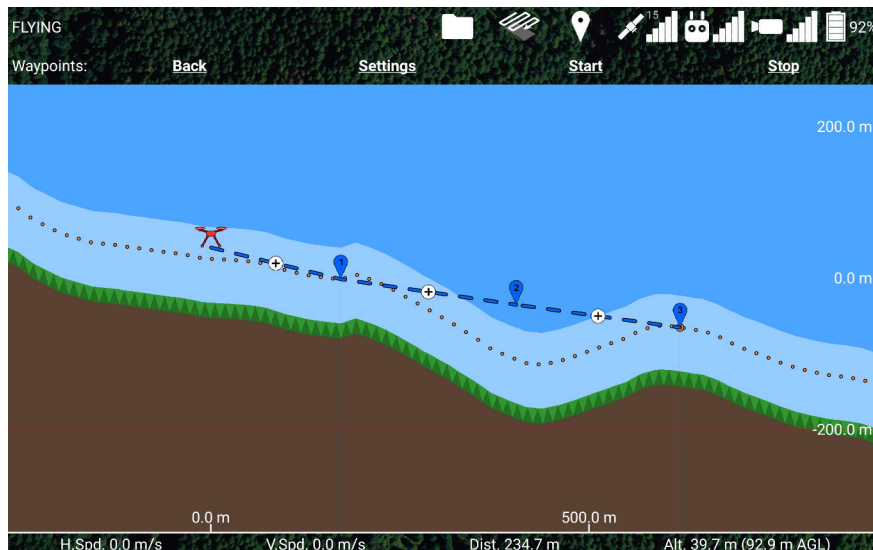 FLYING
15
92%
Waypoints: Back Settings Start Stop
200.0 m
1
0.0 m
2
3
-200.0 m
0.0 m 500.0 m
H.Spd. 0.0 m/s V.Spd. 0.0 m/s Dist. 234.7 m Alt. 39.7 m (92.9 m AGL)